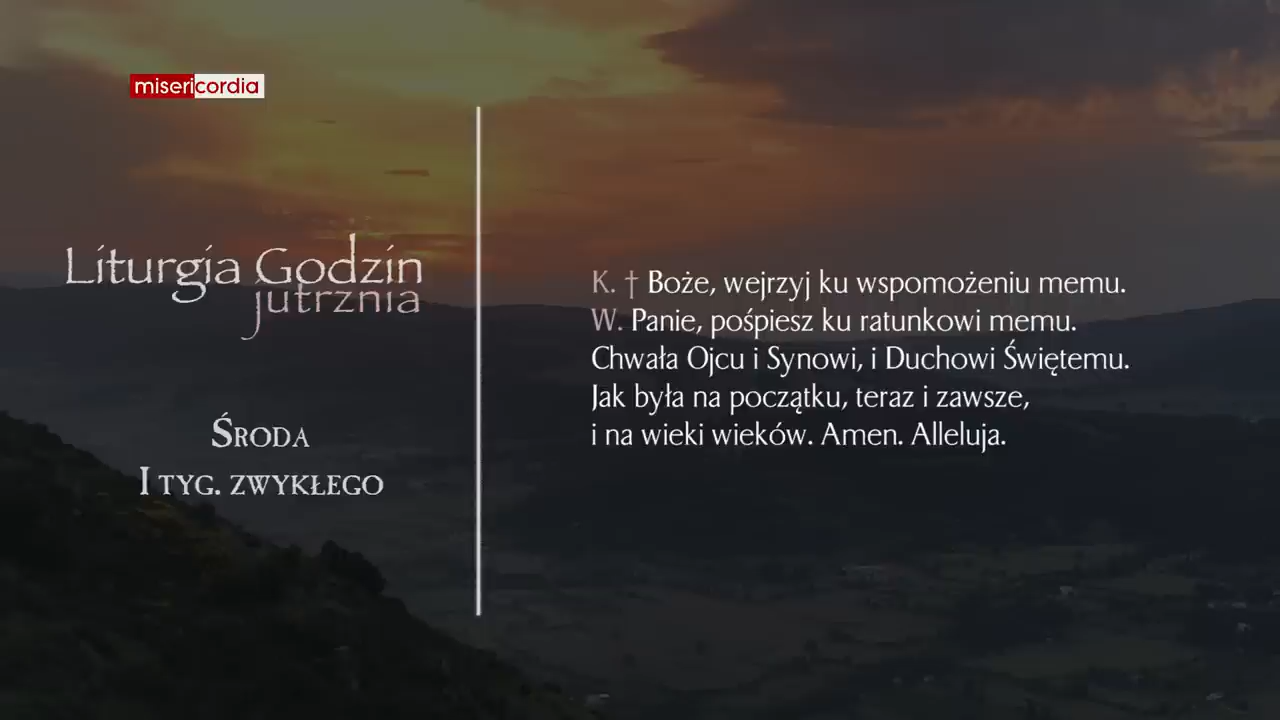 misericordia
Liturgia Godzin
jutrznia
Środa
I tyg. zwykłego
K. † Boże, wejrzyj ku wspomożeniu memu.
W. Panie, pośpiesz ku ratunkowi memu.
Chwała Ojcu i Synowi, i Duchowi Świętemu.
Jak była na początku, teraz i zawsze,
i na wieki wieków. Amen. Alleluja.